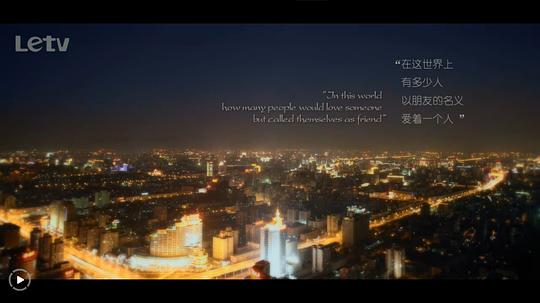 Letv
“在这世界上
有多少人
以朋友的名义
爱着一个人 ”
"In this world
how many people would love someone
but called themselves as friend"